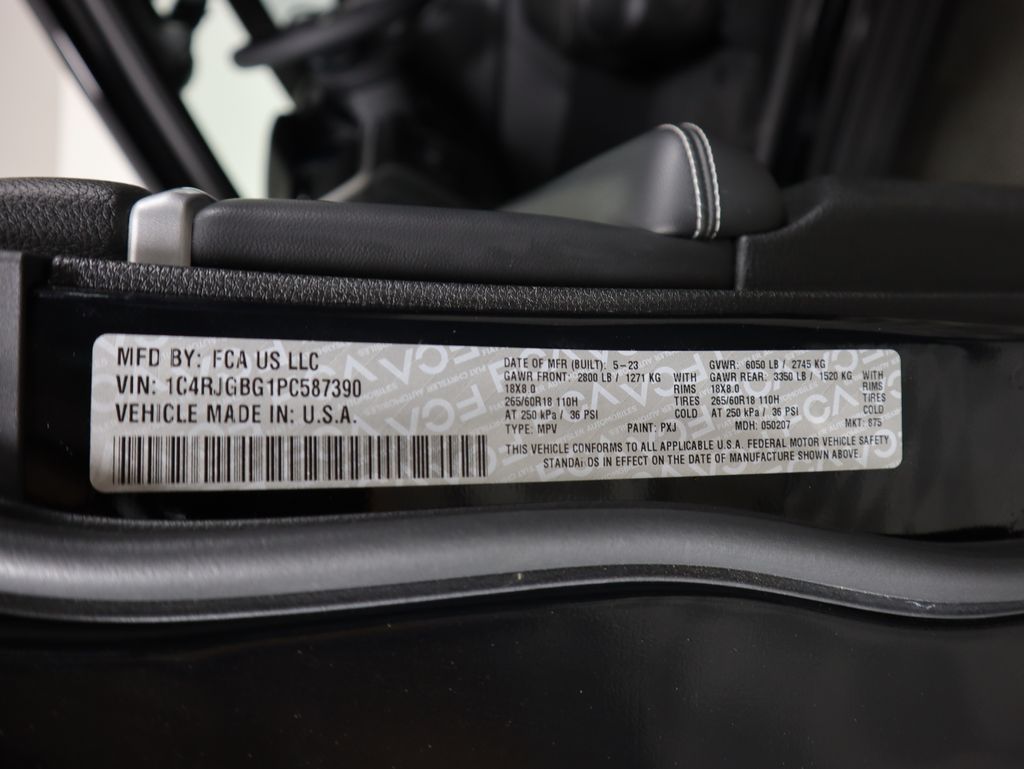 MFD BY: FCA US LLC
VIN: 1C4RJGBG1PC587390
VEHICLE MADE IN: U.S.A.
DATE OF MFR (BUILT): 5-23
GAWR FRONT: 2800 LB / 1271 KG WITH
18X8.0 RIMS
265/60R18 110H TIRES
AT 250 kPa / 36 PSI COLD
TYPE: MPV PAINT: PXJ
GVWR: 6050 LB / 2745 KG
GAWR REAR: 3350 LB / 1520 KG WITH
18X8.0 RIMS
265/60R18 110H TIRES
AT 250 kPa / 36 PSI COLD
MDH: 050207 MKT: 875
THIS VEHICLE CONFORMS TO ALL APPLICABLE U.S.A. FEDERAL MOTOR VEHICLE SAFETY
STANDA OS IN EFFECT ON THE DATE OF MANUFACTURE SHOWN ABOVE.
FCA